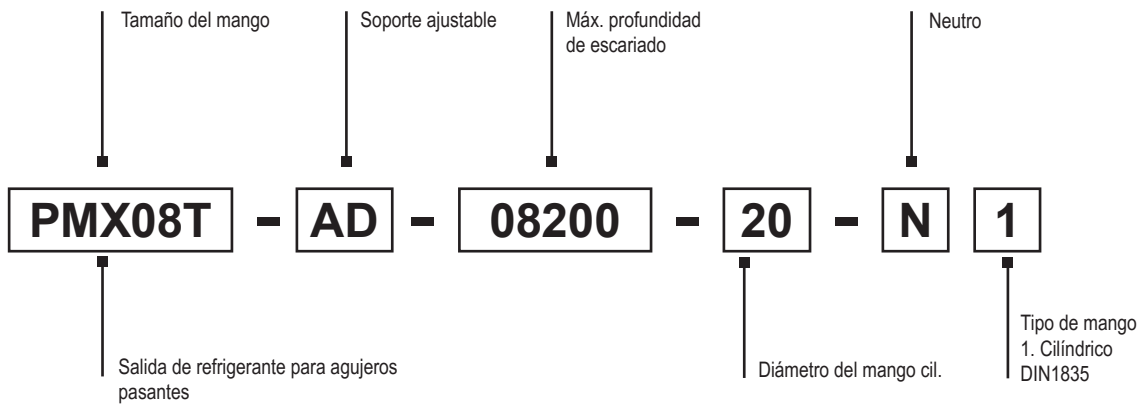 Tamaño del mango
Soporte ajustable
Máx. profundidad
de escariado
Neutro
PMX08T - AD - 08200 - 20 - N 1
Salida de refrigerante para agujeros
pasantes
Diámetro del mango cil.
Tipo de mango
1. Cilíndrico
DIN1835